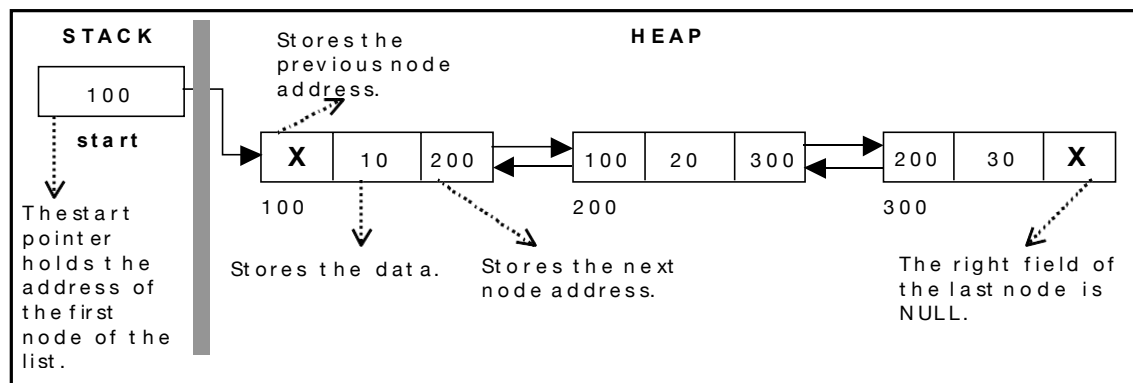 STACK
HEAP
Stores the
previous node
address.
100
start
X 10 200
100 20 300
200 30 X
100
200
300
The start
pointer
holds the
address of
the first
node of the
list.
Stores the data.
Stores the next
node address.
The right field of
the last node is
NULL.